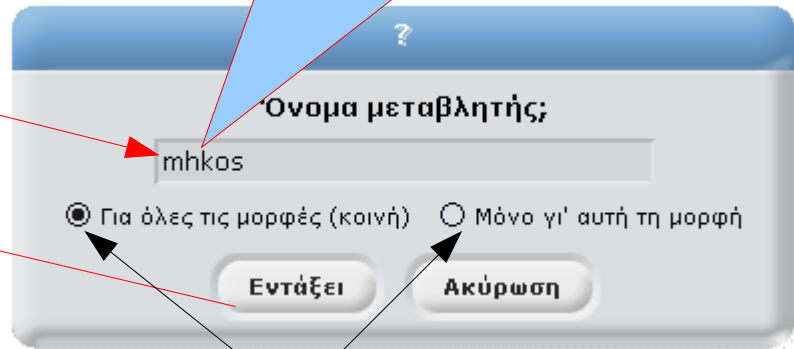 ?
Όνομα μεταβλητής;
mhkos
Για όλες τις μορφές (κοινή) Μόνο γι' αυτή τη μορφή
Εντάξει Ακύρωση